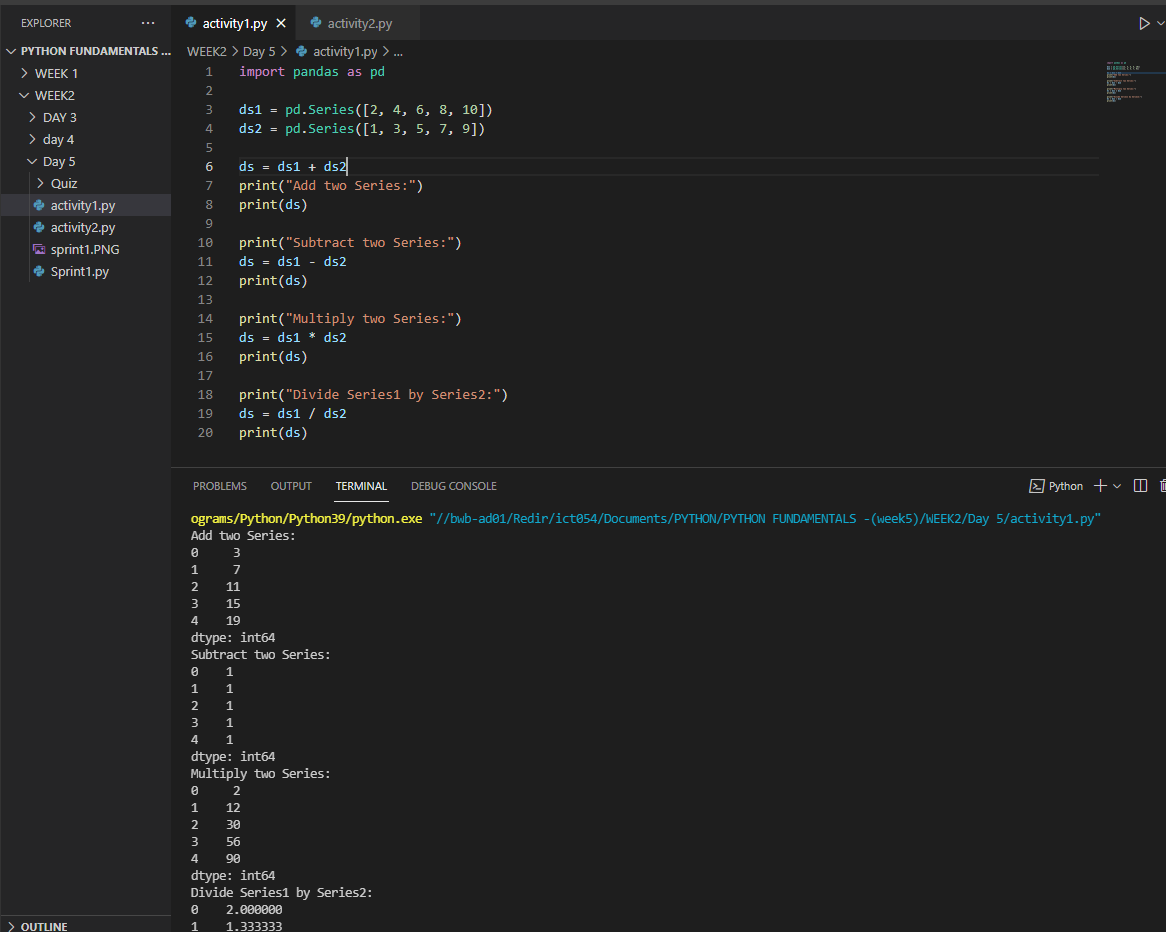 EXPLORER
PYTHON FUNDAMENTALS ...
WEEK 1
WEEK2
DAY 3
day 4
Day 5
Quiz
activity1.py
activity2.py
sprint1.PNG
Sprint1.py
OUTLINE
activity1.py
activity2.py
WEEK2 > Day 5 > activity1.py > ...
1 import pandas as pd
2
3 ds1 = pd.Series([2, 4, 6, 8, 10])
4 ds2 = pd.Series([1, 3, 5, 7, 9])
5
6 ds = ds1 + ds2
7 print("Add two Series:")
8 print(ds)
9
10 print("Subtract two Series:")
11 ds = ds1 - ds2
12 print(ds)
13
14 print("Multiply two Series:")
15 ds = ds1 * ds2
16 print(ds)
17
18 print("Divide Series1 by Series2:")
19 ds = ds1 / ds2
20 print(ds)
PROBLEMS OUTPUT TERMINAL DEBUG CONSOLE
Python
ograms/Python/Python39/python.exe "//bwb-ad01/Redir/ict054/Documents/PYTHON/PYTHON FUNDAMENTALS -(week5)/WEEK2/Day 5/activity1.py"
Add two Series:
0     3
1     7
2    11
3    15
4    19
dtype: int64
Subtract two Series:
0    1
1    1
2    1
3    1
4    1
dtype: int64
Multiply two Series:
0     2
1    12
2    30
3    56
4    90
dtype: int64
Divide Series1 by Series2:
0    2.000000
1    1.333333